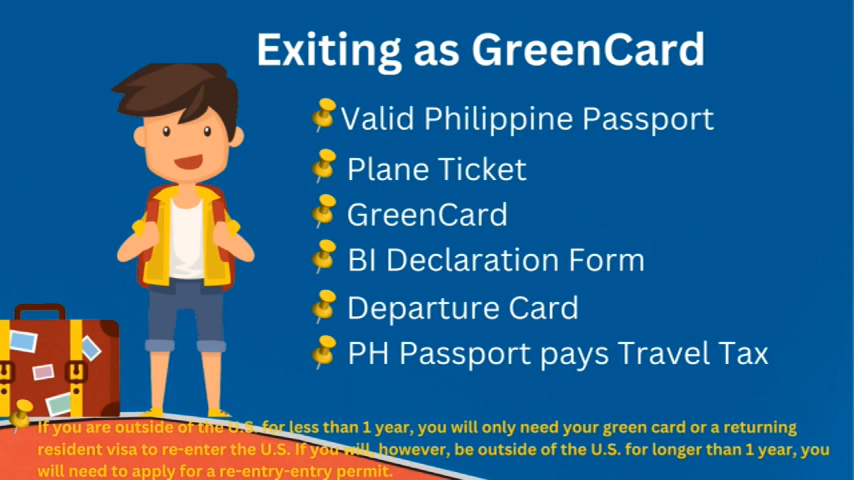 Exiting as GreenCard
Valid Philippine Passport
Plane Ticket
GreenCard
BI Declaration Form
Departure Card
PH Passport pays Travel Tax
If you are outside of the U.S. for less than 1 year, you will only need your green card or a returning
resident visa to re-enter the U.S. If you will, however, be outside of the U.S. for longer than 1 year, you
will need to apply for a re-entry-entry permit.